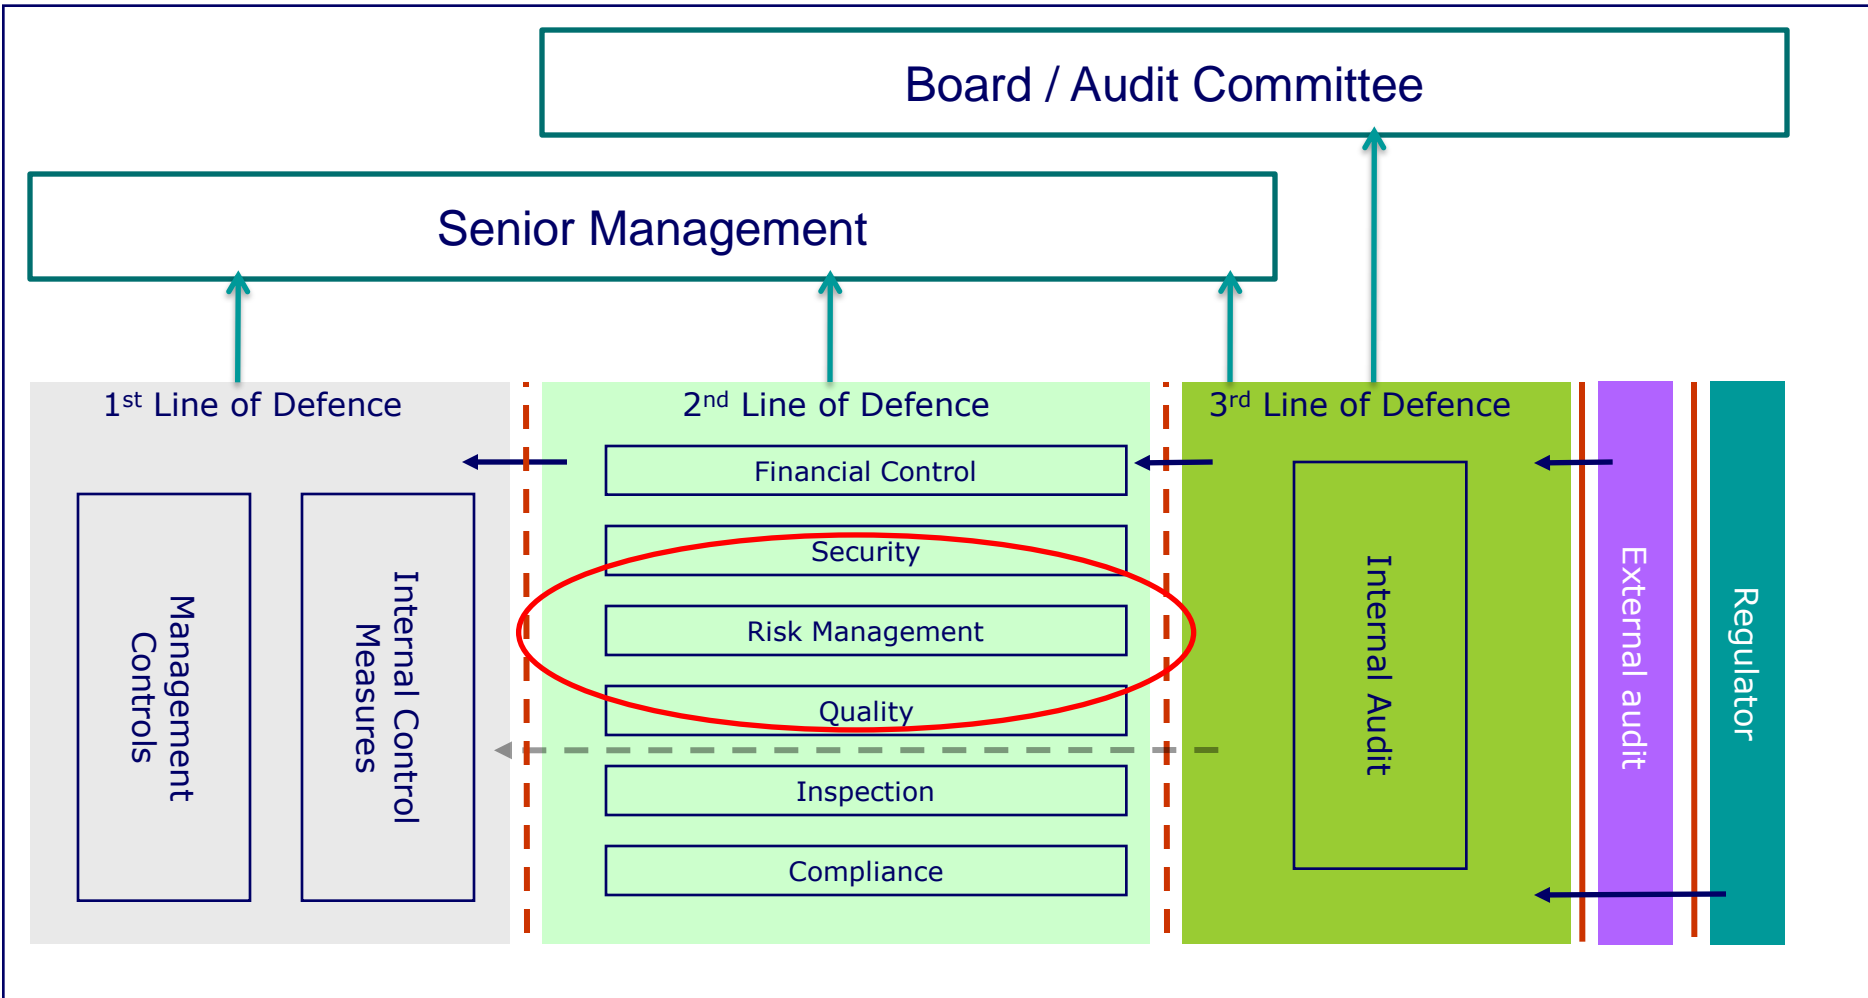 Board / Audit Committee
Senior Management
1st Line of Defence
2nd Line of Defence
3rd Line of Defence
Management
Controls
Internal Control
Measures
Financial Control
Security
Risk Management
Quality
Inspection
Compliance
Internal Audit
External audit
Regulator